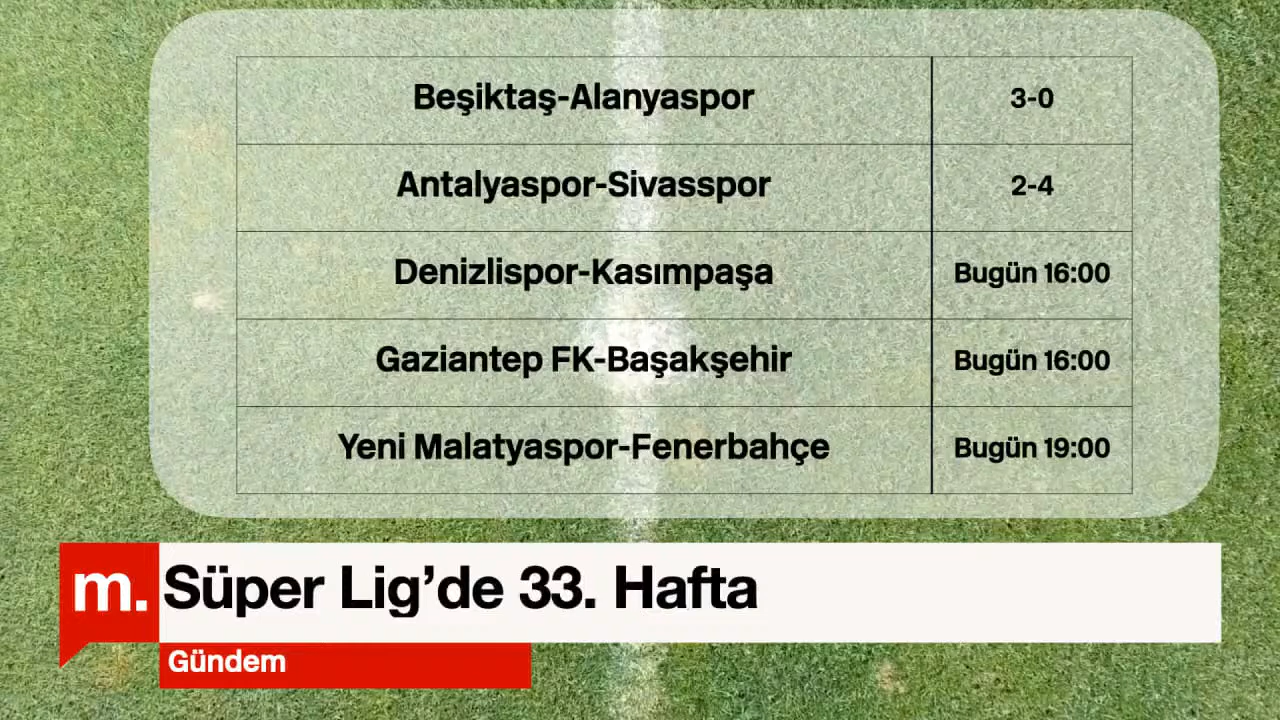 Beşiktaş-Alanyaspor 3-0
Antalyaspor-Sivasspor 2-4
Denizlispor-Kasımpaşa Bugün 16:00
Gaziantep FK-Başakşehir Bugün 16:00
Yeni Malatyaspor-Fenerbahçe Bugün 19:00
m. Süper Lig’de 33. Hafta
Gündem